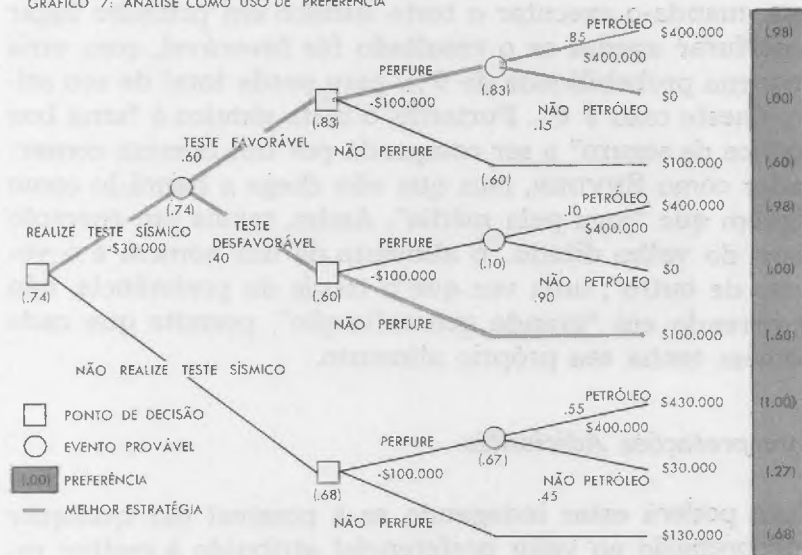 GRÁFICO 7: ANÁLISE COMO USO DE PREFERÊNCIA
PETRÓLEO $400.000 (.98)
.85
$400.000
PERFURE
-$100.000
(.83)
$0 (.00)
NÃO PETRÓLEO
.15
(.83)
TESTE FAVORÁVEL
.60
NÃO PERFURE
(.60)
$100.000 (.60)
PETRÓLEO
.10
$400.000 (.98)
$400.000
(.74)
TESTE
DESFAVORÁVEL
.40
PERFURE
-$100.000
(.10)
$0 (.00)
NÃO PETRÓLEO
.90
REALIZE TESTE SÍSMICO
-$30.000
(.74)
(.60)
NÃO PERFURE
$100.000 (.60)
NÃO REALIZE TESTE SÍSMICO
PETRÓLEO
.55
$430.000 (1.00)
$400.000
PERFURE
-$100.000
(.67)
$30.000 (.27)
NÃO PETRÓLEO
.45
(.68)
NÃO PERFURE
$130.000 (.68)
PONTO DE DECISÃO
EVENTO PROVÁVEL
(.00) PREFERÊNCIA
MELHOR ESTRATÉGIA